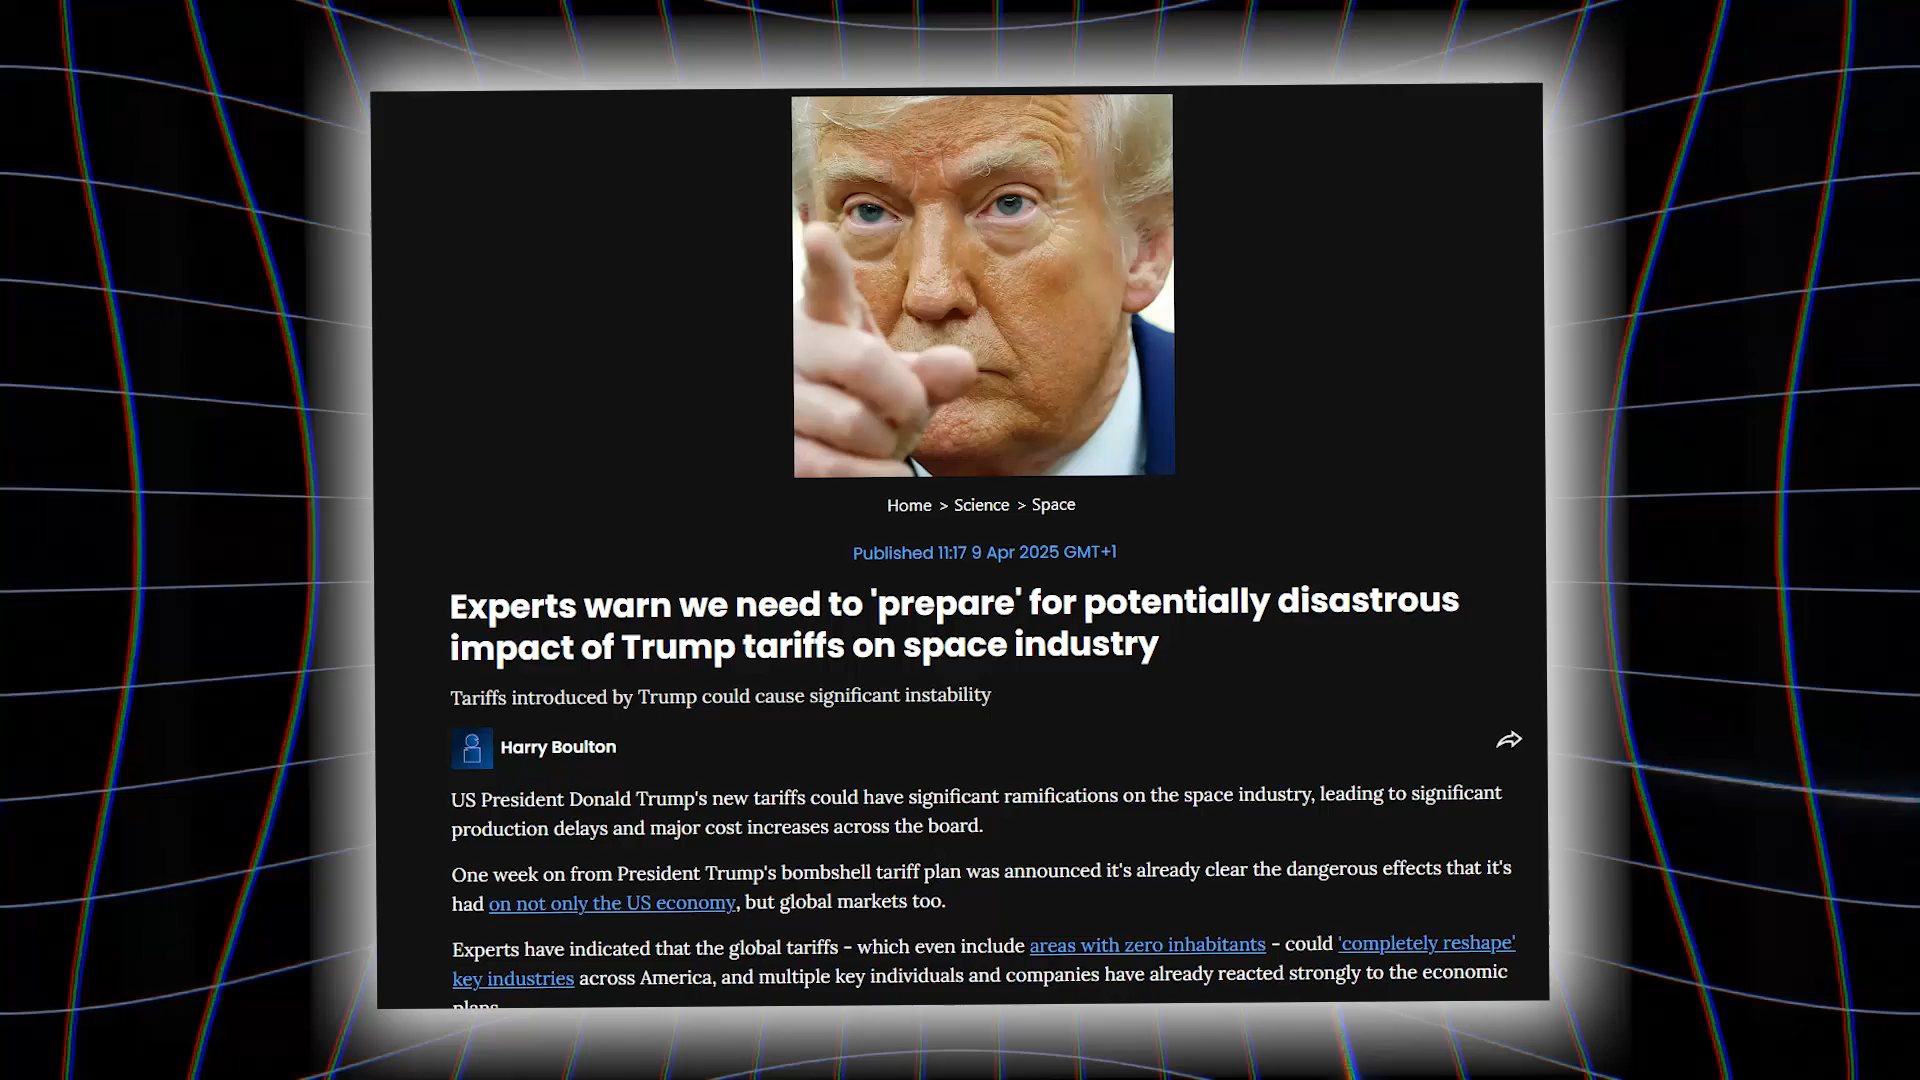 Home > Science > Space
Published 11:17 9 Apr 2025 GMT+1
Experts warn we need to 'prepare' for potentially disastrous
impact of Trump tariffs on space industry
Tariffs introduced by Trump could cause significant instability
Harry Boulton
US President Donald Trump's new tariffs could have significant ramifications on the space industry, leading to significant
production delays and major cost increases across the board.
One week on from President Trump's bombshell tariff plan was announced it's already clear the dangerous effects that it's
had on not only the US economy, but global markets too.
Experts have indicated that the global tariffs - which even include areas with zero inhabitants - could 'completely reshape'
key industries across America, and multiple key individuals and companies have already reacted strongly to the economic
plans